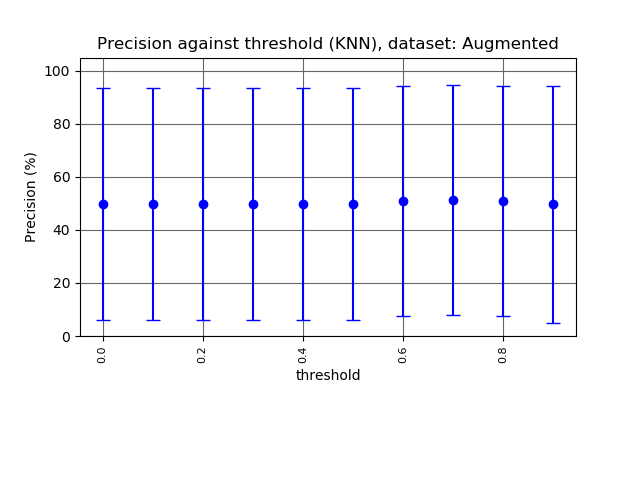 Precision against threshold (KNN), dataset: Augmented
100
80
60
40
20
0
Precision (%)
0.0 0.2 0.4 0.6 0.8
threshold